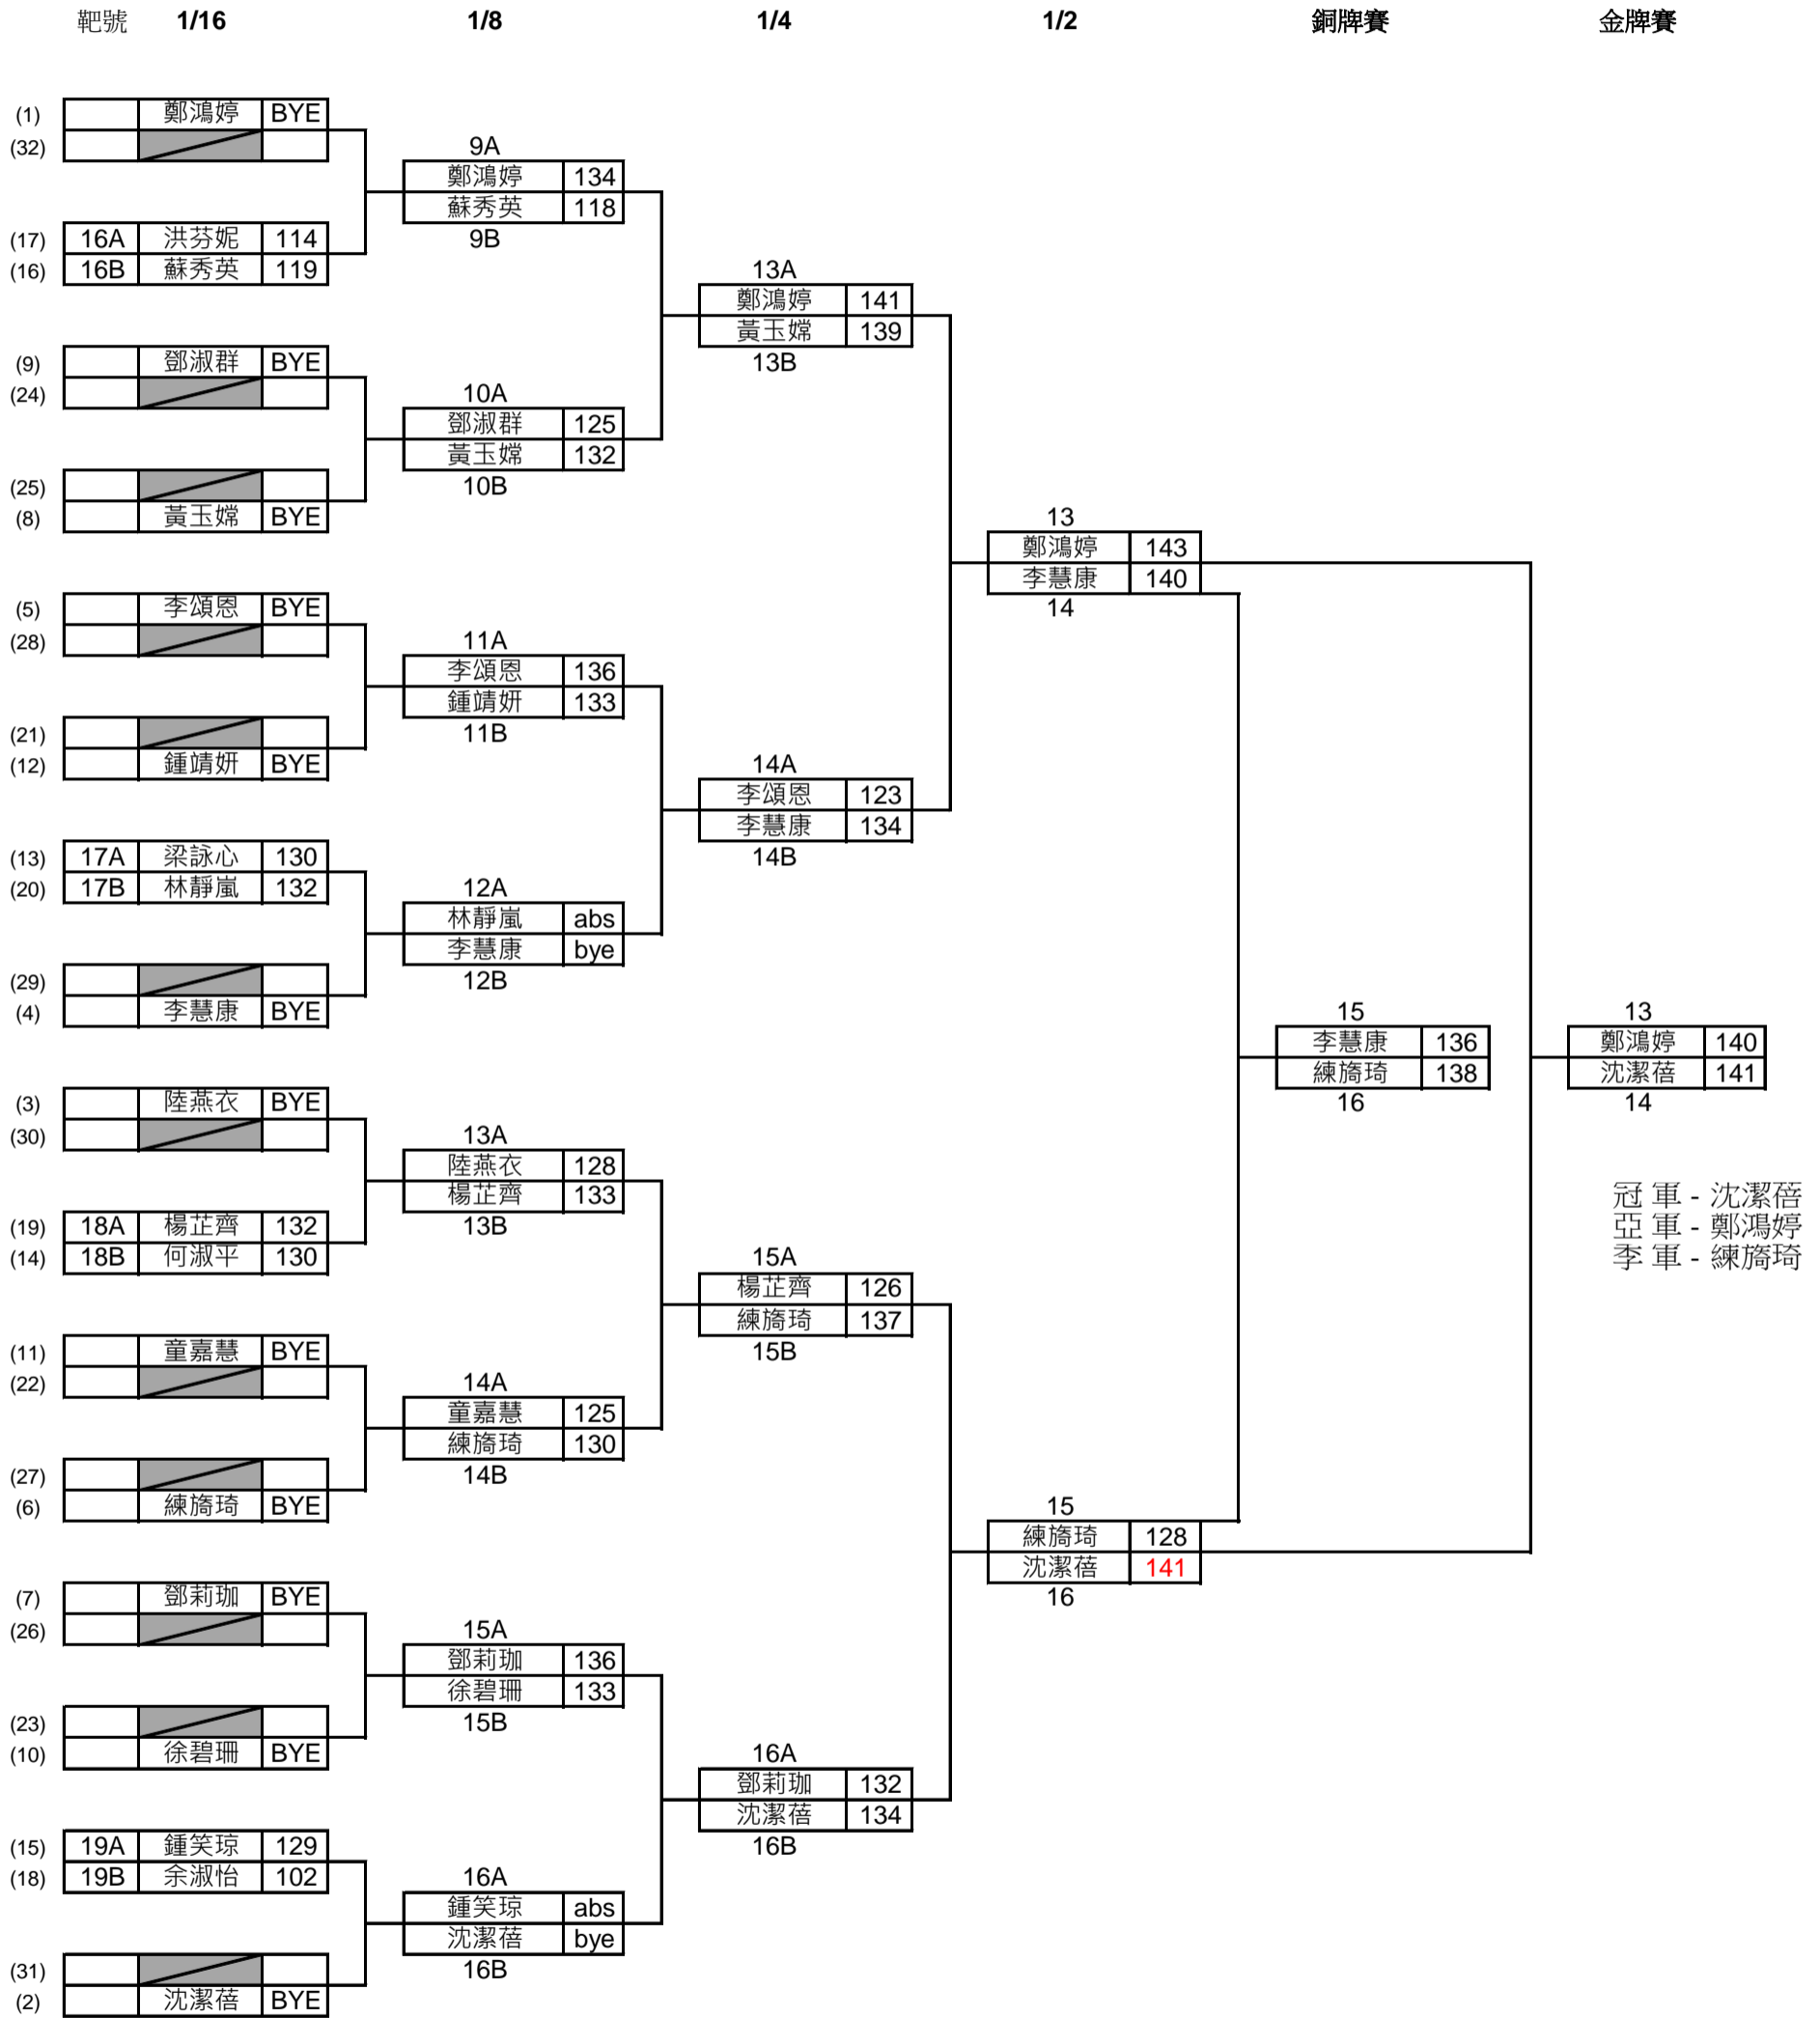 靶號 1/16 1/8 1/4 1/2 銅牌賽 金牌賽
(1) 鄭鴻婷 BYE
(32)
9A
鄭鴻婷 134
蘇秀英 118
9B
(17) 16A 洪芬妮 114
(16) 16B 蘇秀英 119
13A
鄭鴻婷 141
黃玉嫦 139
13B
(9) 鄧淑群 BYE
(24)
10A
鄧淑群 125
黃玉嫦 132
10B
(25)
(8) 黃玉嫦 BYE
13
鄭鴻婷 143
李慧康 140
14
(5) 李頌恩 BYE
(28)
11A
李頌恩 136
鍾靖妍 133
11B
(21)
(12) 鍾靖妍 BYE
14A
李頌恩 123
李慧康 134
14B
(13) 17A 梁詠心 130
(20) 17B 林靜嵐 132
12A
林靜嵐 abs
李慧康 bye
12B
(29)
(4) 李慧康 BYE
15
李慧康 136
練旖琦 138
16
13
鄭鴻婷 140
沈潔蓓 141
14
(3) 陸燕衣 BYE
(30)
13A
陸燕衣 128
楊芷齊 133
13B
冠 軍 - 沈潔蓓
亞 軍 - 鄭鴻婷
季 軍 - 練旖琦
(19) 18A 楊芷齊 132
(14) 18B 何淑平 130
15A
楊芷齊 126
練旖琦 137
15B
(11) 童嘉慧 BYE
(22)
14A
童嘉慧 125
練旖琦 130
14B
(27)
(6) 練旖琦 BYE
15
練旖琦 128
沈潔蓓 141
16
(7) 鄧莉珈 BYE
(26)
15A
鄧莉珈 136
徐碧珊 133
15B
(23)
(10) 徐碧珊 BYE
16A
鄧莉珈 132
沈潔蓓 134
16B
(15) 19A 鍾笑琼 129
(18) 19B 余淑怡 102
16A
鍾笑琼 abs
沈潔蓓 bye
16B
(31)
(2) 沈潔蓓 BYE